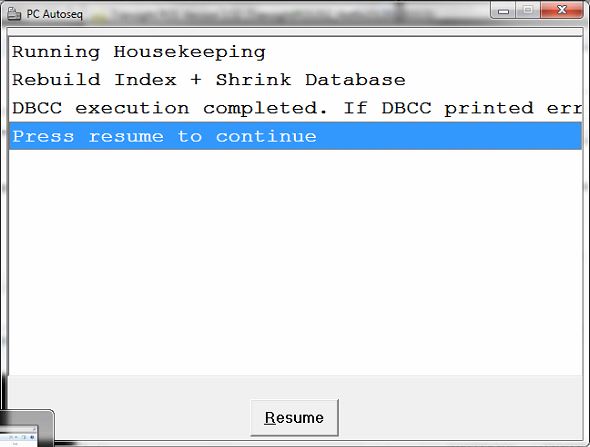 PC Autoseq
Running Housekeeping
Rebuild Index + Shrink Database
DBCC execution completed. If DBCC printed err
Press resume to continue
Resume